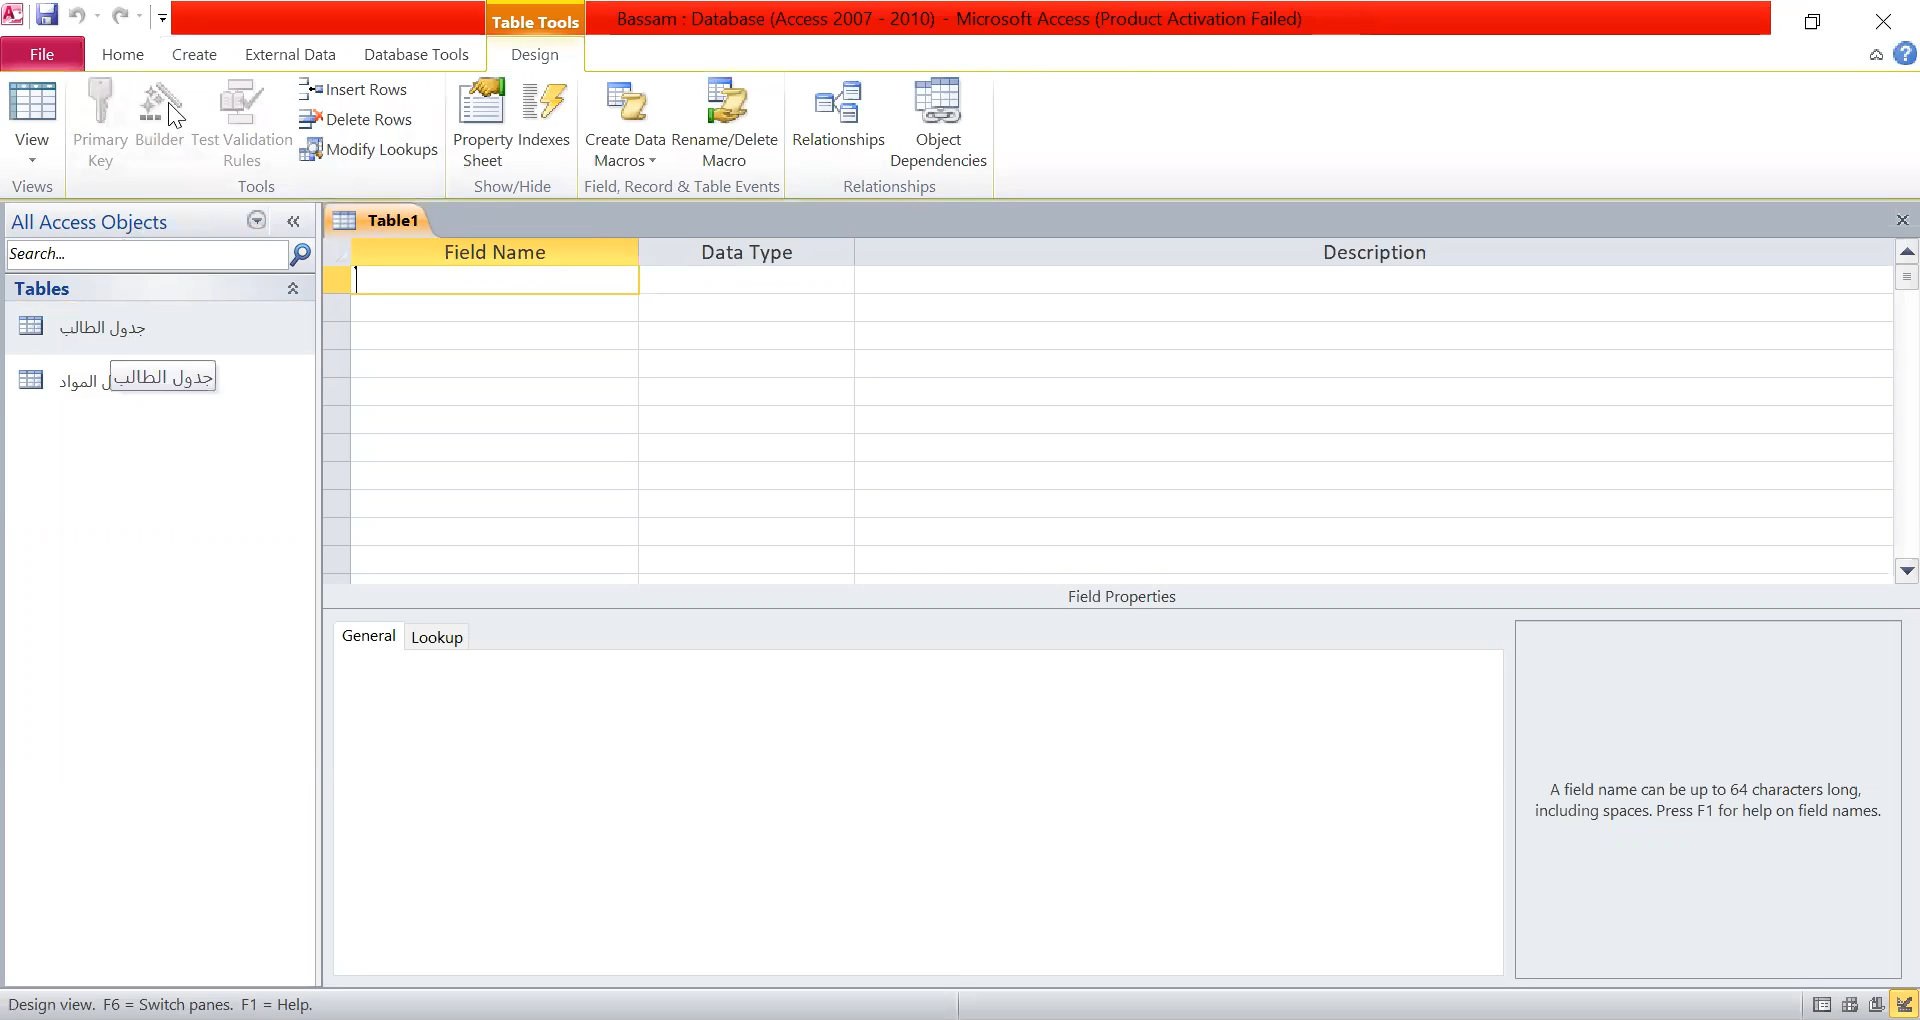 Table Tools
Bassam : Database (Access 2007 - 2010) - Microsoft Access (Product Activation Failed)
File
Home
Create
External Data
Database Tools
Design
View
Primary Key
Builder
Test Validation Rules
Insert Rows
Delete Rows
Modify Lookups
Property Sheet
Indexes
Create Data Macros
Rename/Delete Macro
Relationships
Object Dependencies
Views
Tools
Show/Hide
Field, Record & Table Events
Relationships
All Access Objects
Search...
Tables
جدول الطالب
جدول الطالب
ل المواد
Table1
Field Name
Data Type
Description
Field Properties
General
Lookup
A field name can be up to 64 characters long,
including spaces. Press F1 for help on field names.
Design view. F6 = Switch panes. F1 = Help.